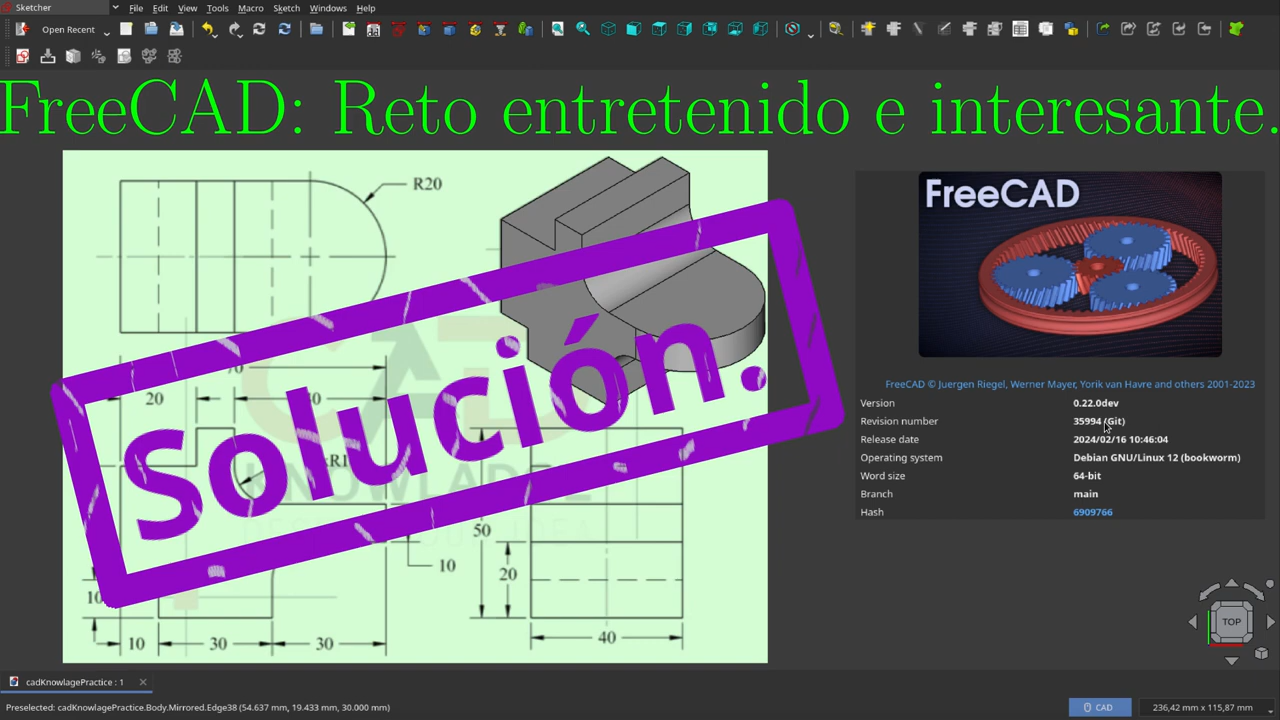 Sketcher
File Edit View Tools Macro Sketch Windows Help
Open Recent
FreeCAD: Reto entretenido e interesante.
R20
FreeCAD
Solución.
20
50
20
10
10
10
30
30
40
FreeCAD © Juergen Riegel, Werner Mayer, Yorik van Havre and others 2001-2023
Version 0.22.0dev
Revision number 35994 (Git)
Release date 2024/02/16 10:46:04
Operating system Debian GNU/Linux 12 (bookworm)
Word size 64-bit
Branch main
Hash 6909766
TOP
cadKnowlagePractice : 1
Preselected: cadKnowlagePractice.Body.Mirrored.Edge38 (54.637 mm, 19.433 mm, 30.000 mm)
CAD
236,42 mm x 115,87 mm